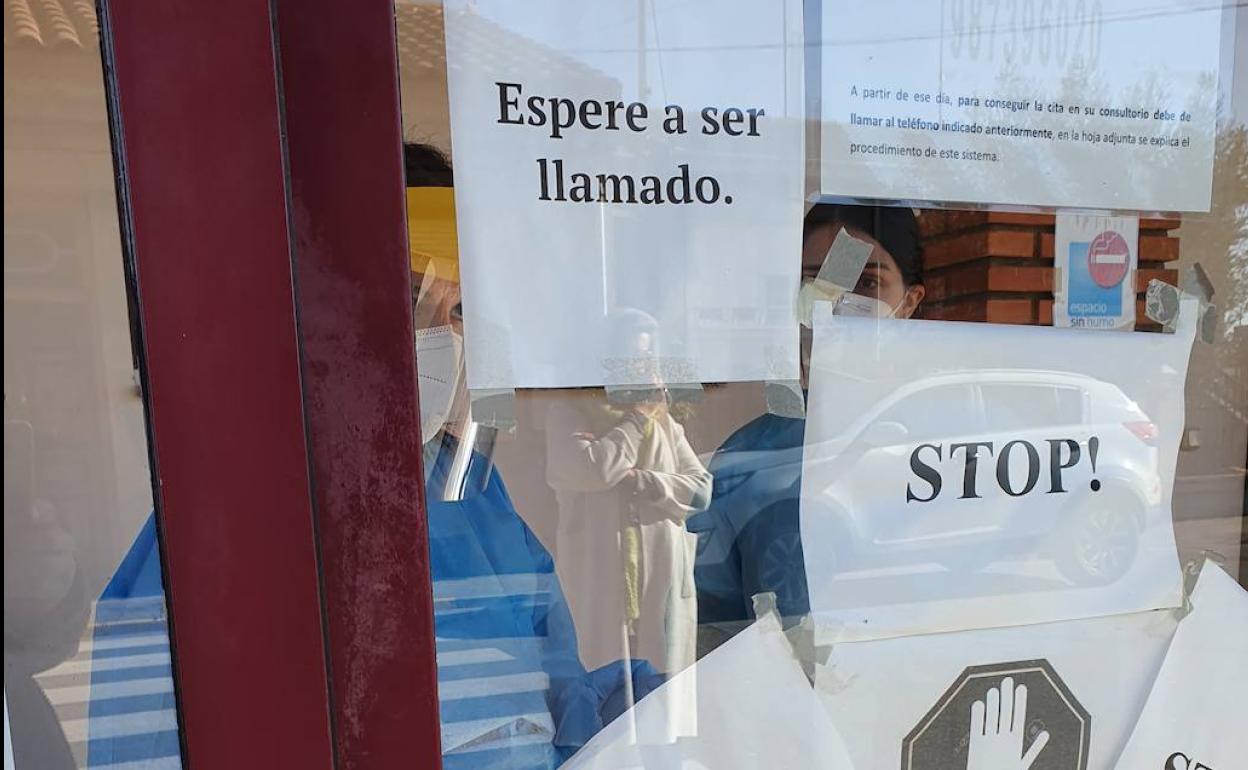 Espere a ser
llamado.
A partir de ese día, para conseguir la cita en su consultorio debe de
llamar al teléfono indicado anteriormente, en la hoja adjunta se explica el
procedimiento de este sistema.
espacio
sin humo
STOP!